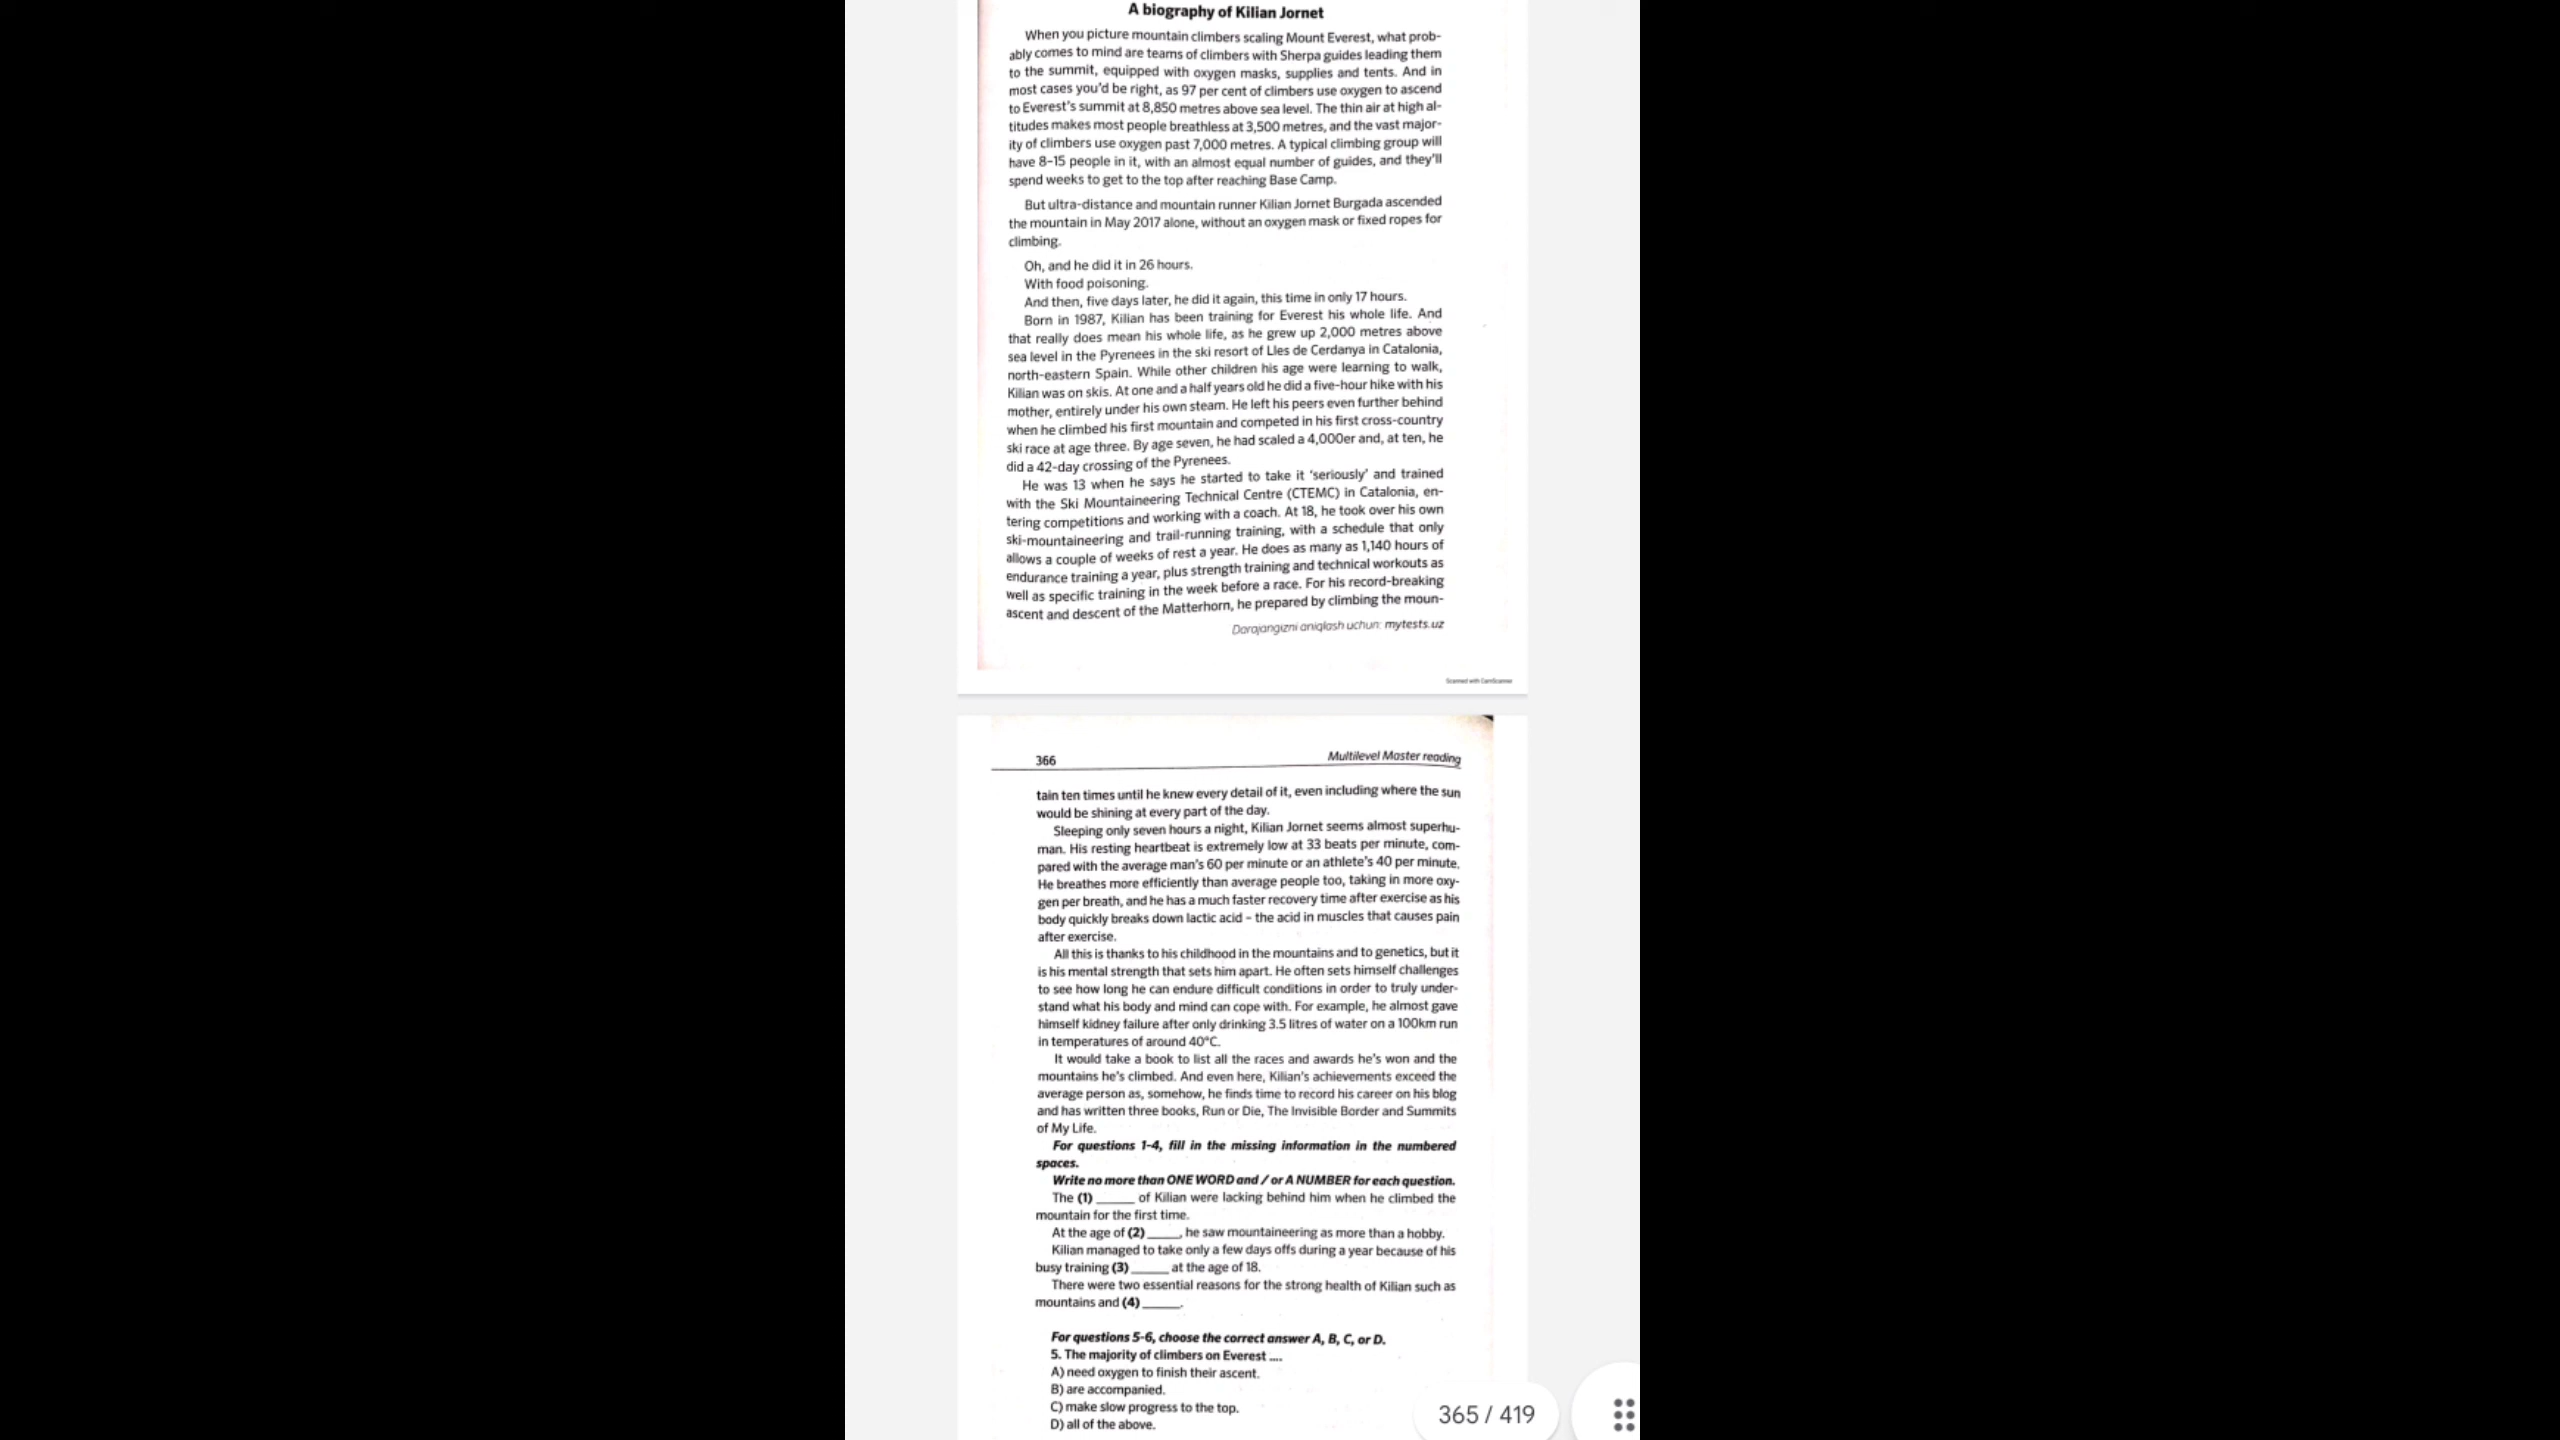 A biography of Kilian Jornet
When you picture mountain climbers scaling Mount Everest, what prob-
ably comes to mind are teams of climbers with Sherpa guides leading them
to the summit, equipped with oxygen masks, supplies and tents. And in
most cases you'd be right, as 97 per cent of climbers use oxygen to ascend
to Everest's summit at 8,850 metres above sea level. The thin air at high al-
titudes makes most people breathless at 3,500 metres, and the vast major-
ity of climbers use oxygen past 7,000 metres. A typical climbing group will
have 8-15 people in it, with an almost equal number of guides, and they'll
spend weeks to get to the top after reaching Base Camp.
But ultra-distance and mountain runner Kilian Jornet Burgada ascended
the mountain in May 2017 alone, without an oxygen mask or fixed ropes for
climbing.
Oh, and he did it in 26 hours.
With food poisoning.
And then, five days later, he did it again, this time in only 17 hours.
Born in 1987, Kilian has been training for Everest his whole life. And
that really does mean his whole life, as he grew up 2,000 metres above
sea level in the Pyrenees in the ski resort of Lles de Cerdanya in Catalonia,
north-eastern Spain. While other children his age were learning to walk,
Kilian was on skis. At one and a half years old he did a five-hour hike with his
mother, entirely under his own steam. He left his peers even further behind
when he climbed his first mountain and competed in his first cross-country
ski race at age three. By age seven, he had scaled a 4,000er and, at ten, he
did a 42-day crossing of the Pyrenees.
He was 13 when he says he started to take it 'seriously' and trained
with the Ski Mountaineering Technical Centre (CTEMC) in Catalonia, en-
tering competitions and working with a coach. At 18, he took over his own
ski-mountaineering and trail-running training, with a schedule that only
allows a couple of weeks of rest a year. He does as many as 1,140 hours of
endurance training a year, plus strength training and technical workouts as
well as specific training in the week before a race. For his record-breaking
ascent and descent of the Matterhorn, he prepared by climbing the moun-
Darajangizni aniqlash uchun: mytests.uz
Scanned with CamScanner
366 Multilevel Master reading
tain ten times until he knew every detail of it, even including where the sun
would be shining at every part of the day.
Sleeping only seven hours a night, Kilian Jornet seems almost superhu-
man. His resting heartbeat is extremely low at 33 beats per minute, com-
pared with the average man's 60 per minute or an athlete's 40 per minute.
He breathes more efficiently than average people too, taking in more oxy-
gen per breath, and he has a much faster recovery time after exercise as his
body quickly breaks down lactic acid – the acid in muscles that causes pain
after exercise.
All this is thanks to his childhood in the mountains and to genetics, but it
is his mental strength that sets him apart. He often sets himself challenges
to see how long he can endure difficult conditions in order to truly under-
stand what his body and mind can cope with. For example, he almost gave
himself kidney failure after only drinking 3.5 litres of water on a 100km run
in temperatures of around 40°C.
It would take a book to list all the races and awards he's won and the
mountains he's climbed. And even here, Kilian's achievements exceed the
average person as, somehow, he finds time to record his career on his blog
and has written three books, Run or Die, The Invisible Border and Summits
of My Life.
For questions 1-4, fill in the missing information in the numbered
spaces.
Write no more than ONE WORD and / or A NUMBER for each question.
The (1) _____ of Kilian were lacking behind him when he climbed the
mountain for the first time.
At the age of (2) _____, he saw mountaineering as more than a hobby.
Kilian managed to take only a few days offs during a year because of his
busy training (3) _____ at the age of 18.
There were two essential reasons for the strong health of Kilian such as
mountains and (4) _____.
For questions 5-6, choose the correct answer A, B, C, or D.
5. The majority of climbers on Everest ....
A) need oxygen to finish their ascent.
B) are accompanied.
C) make slow progress to the top.
D) all of the above.
365 / 419